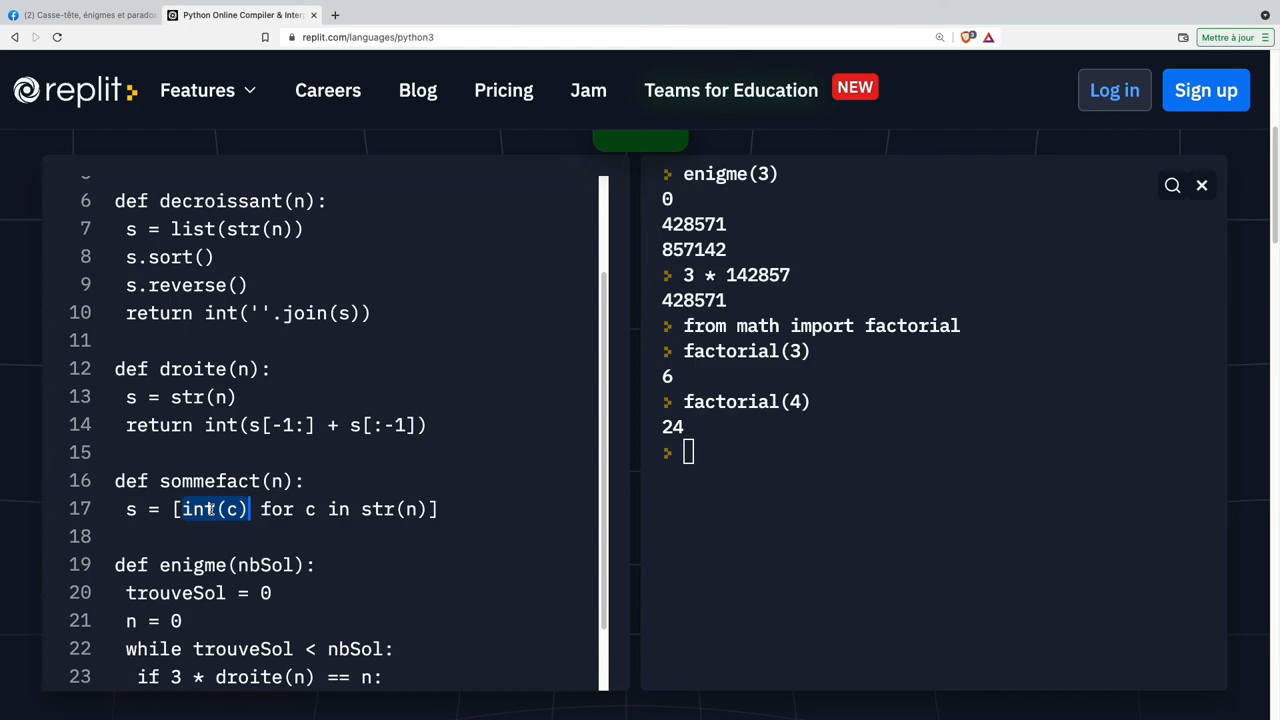 (2) Casse-tête, énigmes et parado
Python Online Compiler & Inter
replit.com/languages/python3
3
Mettre à jour
replit
Features
Careers
Blog
Pricing
Jam
Teams for Education
NEW
Log in
Sign up
6 def decroissant(n):
7 s = list(str(n))
8 s.sort()
9 s.reverse()
10 return int(''.join(s))
11
12 def droite(n):
13 s = str(n)
14 return int(s[-1:] + s[:-1])
15
16 def sommefact(n):
17 s = [int(c) for c in str(n)]
18
19 def enigme(nbSol):
20 trouveSol = 0
21 n = 0
22 while trouveSol < nbSol:
23 if 3 * droite(n) == n:
enigme(3)
0
428571
857142
3 * 142857
428571
from math import factorial
factorial(3)
6
factorial(4)
24